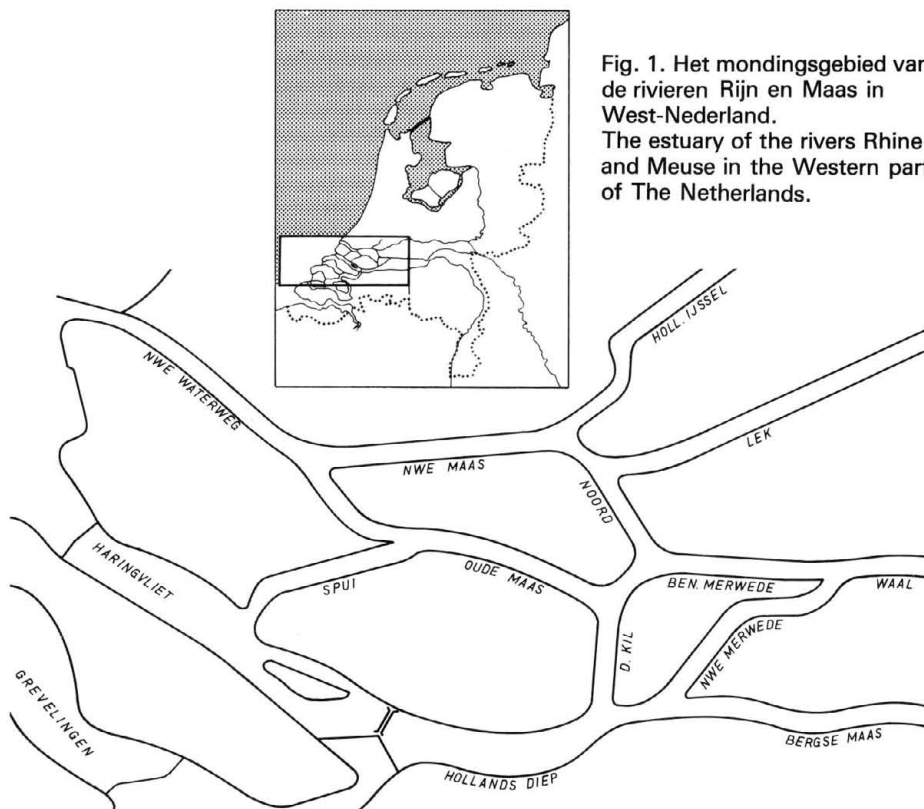 Fig. 1. Het mondingsgebied van
de rivieren Rijn en Maas in
West-Nederland.
The estuary of the rivers Rhine
and Meuse in the Western part
of The Netherlands.
HOLL. IJSSEL
NWE WATERWEG
LEK
NWE MAAS
NOORD
HARINGVLIET
SPUI
OUDE MAAS
BEN. MERWEDE
WAAL
D. KIL
NWE MERWEDE
GREVELINGEN
BERGSE MAAS
HOLLANDS DIEP